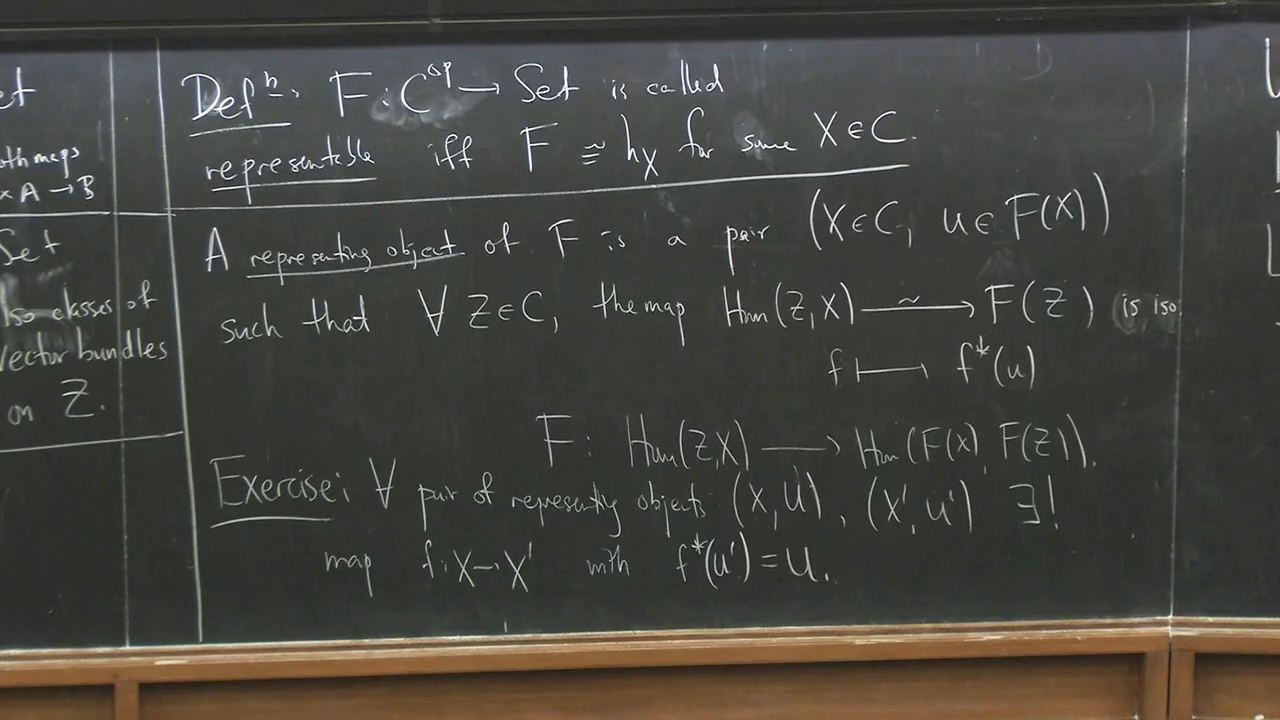 et
oth maps
× A → B
Set
Iso classes of
Vector bundles
on Z.
Defⁿ. F : C^op → Set is called
representable iff F ≅ h_X for some X ∈ C.
A representing object of F is a pair (X ∈ C, u ∈ F(X))
such that ∀ Z ∈ C, the map Hom(Z, X) ⥲ F(Z) is iso.
f ↦ f*(u)
F : Hom(Z, X) → Hom(F(X), F(Z)).
Exercise: ∀ pair of representing objects (X, u), (X', u') ∃!
map f : X → X' with f*(u') = u.